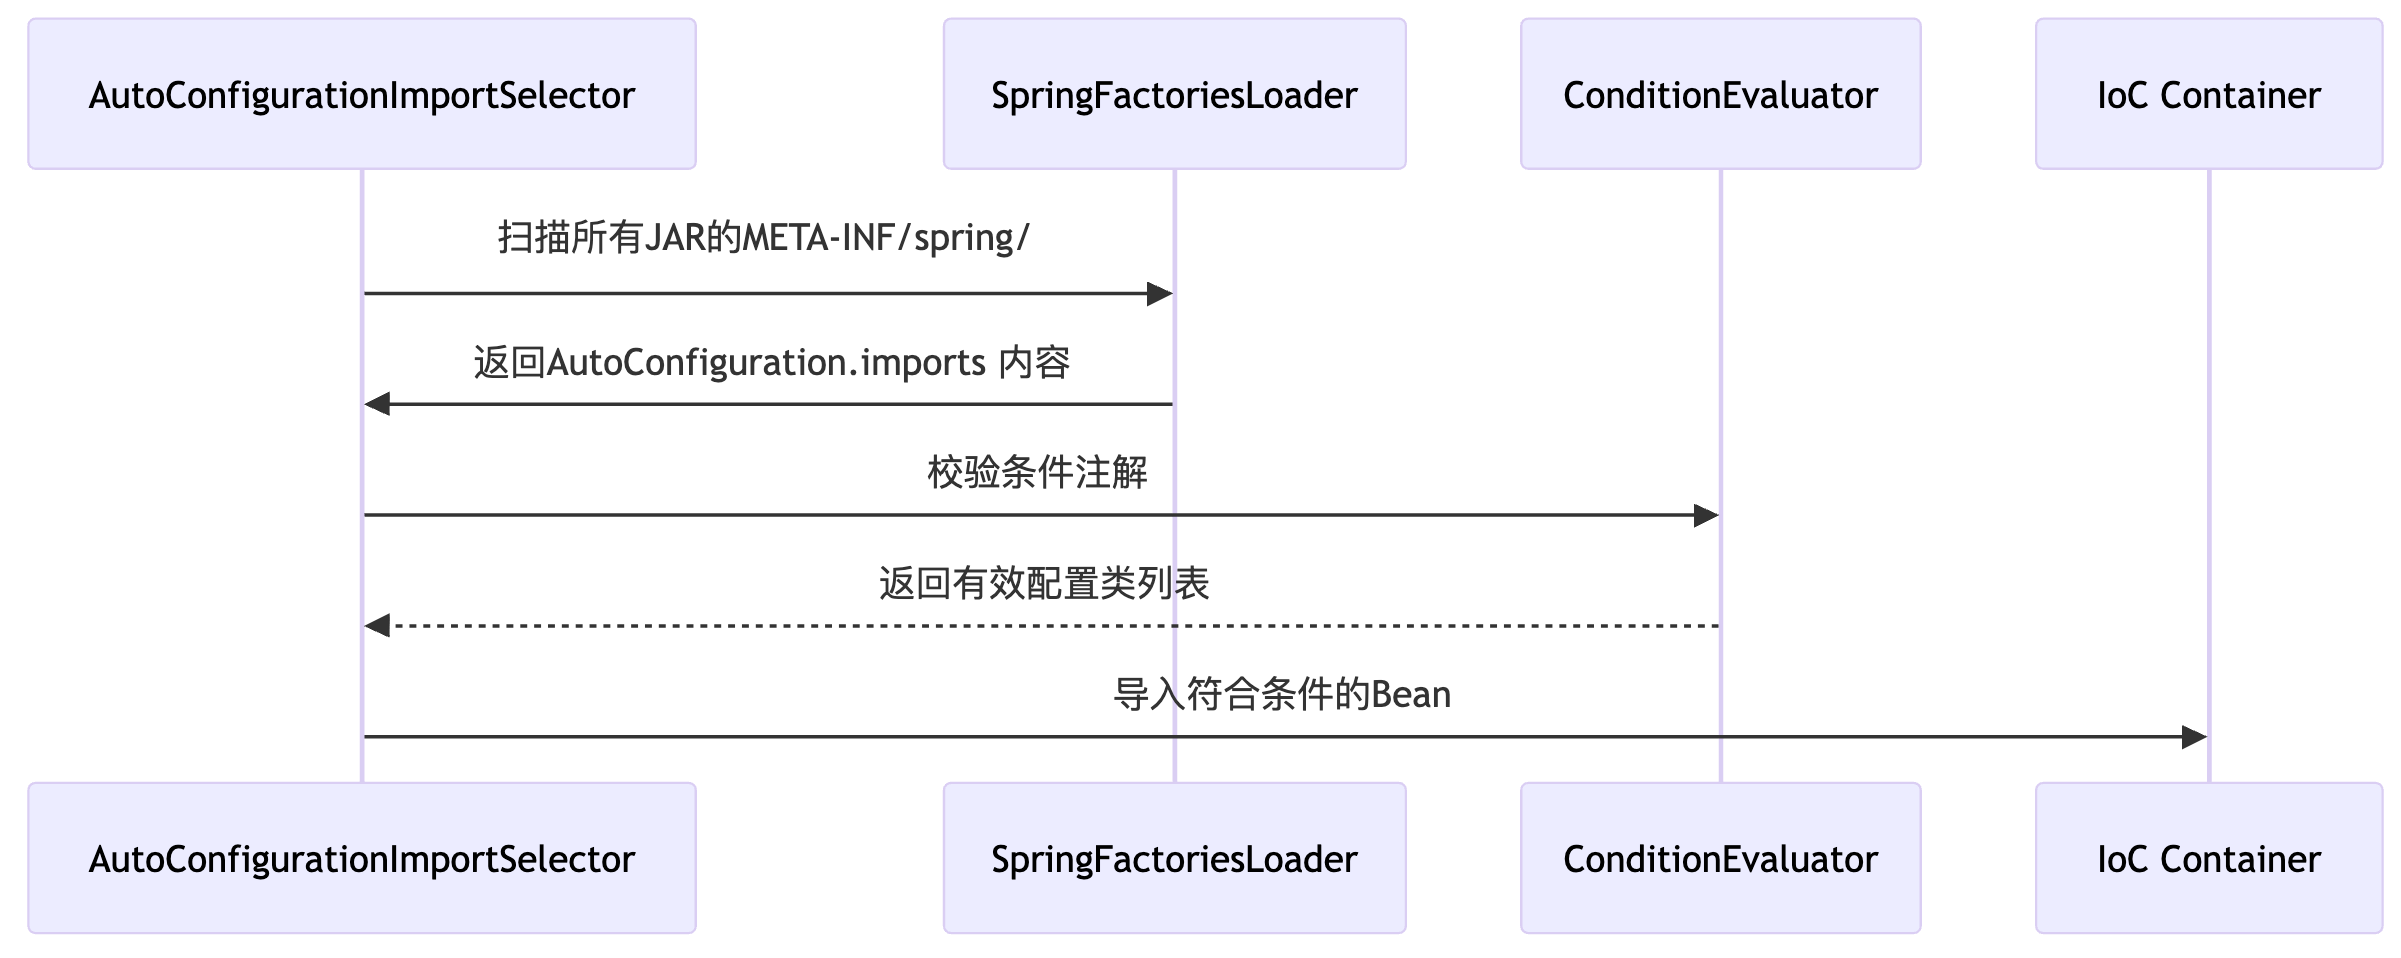 AutoConfigurationImportSelector
SpringFactoriesLoader
ConditionEvaluator
IoC Container
扫描所有JAR的META-INF/spring/
返回AutoConfiguration.imports 内容
校验条件注解
返回有效配置类列表
导入符合条件的Bean
AutoConfigurationImportSelector
SpringFactoriesLoader
ConditionEvaluator
IoC Container